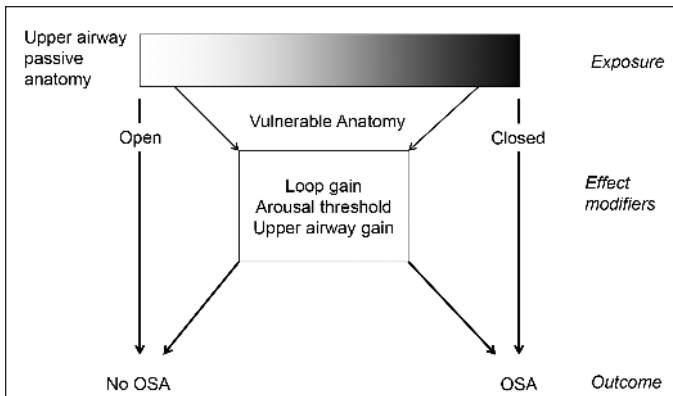 Upper airway
passive
anatomy
Exposure
Vulnerable Anatomy
Open
Closed
Loop gain
Arousal threshold
Upper airway gain
Effect
modifiers
No OSA
OSA
Outcome